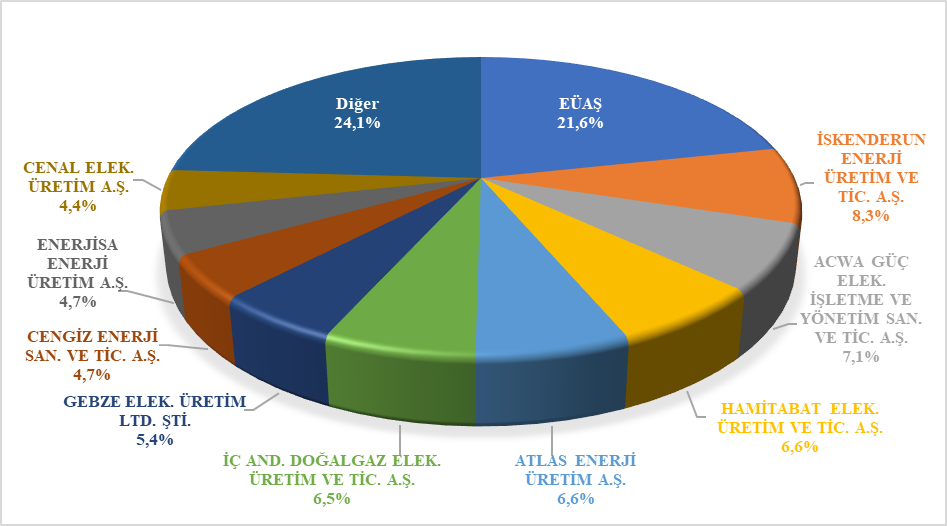 Diğer
24,1%
EÜAŞ
21,6%
İSKENDERUN
ENERJİ
ÜRETİM VE
TİC. A.Ş.
8,3%
ACWA GÜÇ
ELEK.
İŞLETME VE
YÖNETİM SAN.
VE TİC. A.Ş.
7,1%
HAMİTABAT ELEK.
ÜRETİM VE TİC. A.Ş.
6,6%
ATLAS ENERJİ
ÜRETİM A.Ş.
6,6%
İÇ AND. DOĞALGAZ ELEK.
ÜRETİM VE TİC. A.Ş.
6,5%
GEBZE ELEK. ÜRETİM
LTD. ŞTİ.
5,4%
CENGİZ ENERJİ
SAN. VE TİC. A.Ş.
4,7%
ENERJİSA
ENERJİ
ÜRETİM A.Ş.
4,7%
CENAL ELEK.
ÜRETİM A.Ş.
4,4%